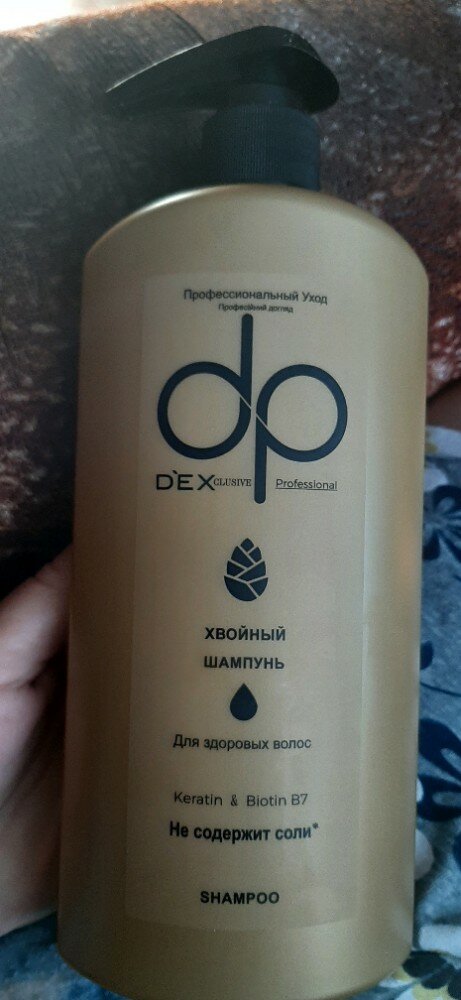 Профессиональный Уход
Професійний догляд
dp
D'EXCLUSIVE Professional
ХВОЙНЫЙ
ШАМПУНЬ
Для здоровых волос
Keratin & Biotin B7
Не содержит соли*
SHAMPOO